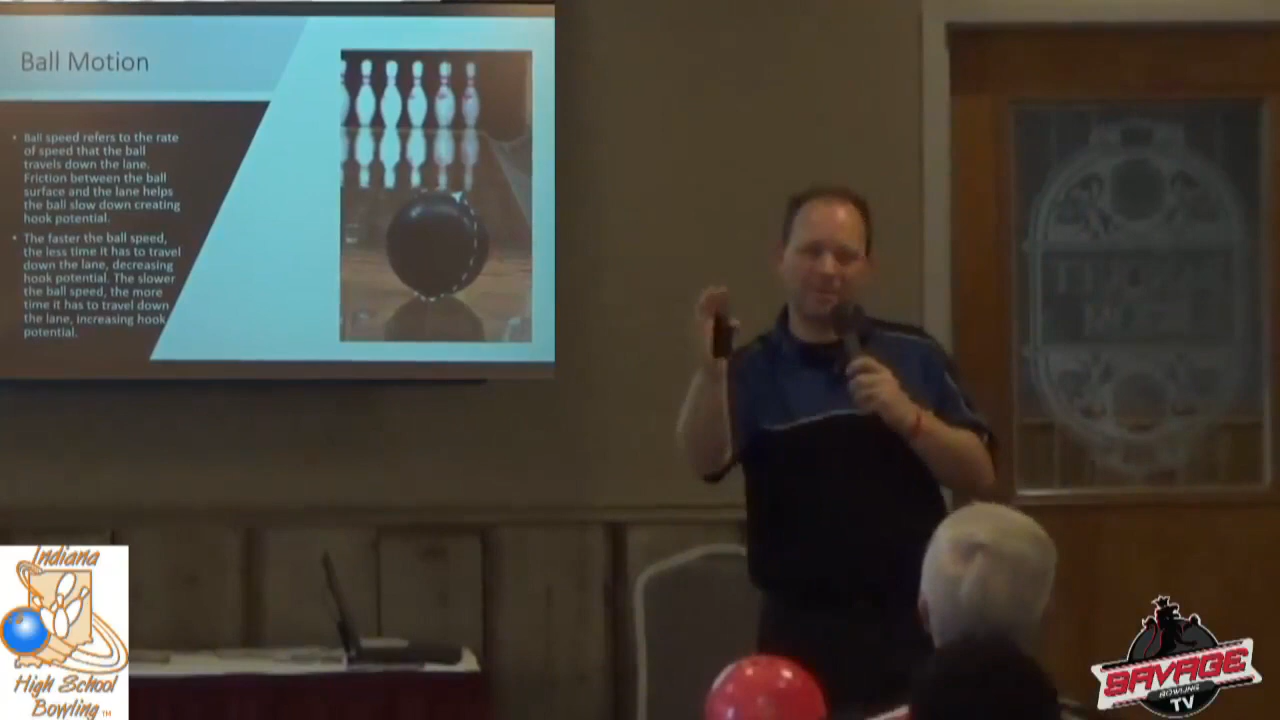 Ball Motion
• Ball speed refers to the rate
of speed that the ball
travels down the lane.
Friction between the ball
surface and the lane helps
the ball slow down creating
hook potential.
• The faster the ball speed,
the less time it has to travel
down the lane, decreasing
hook potential. The slower
the ball speed, the more
time it has to travel down
the lane, increasing hook
potential.
Indiana
High School
Bowling TM
SAVAGE
BOWLING
TV